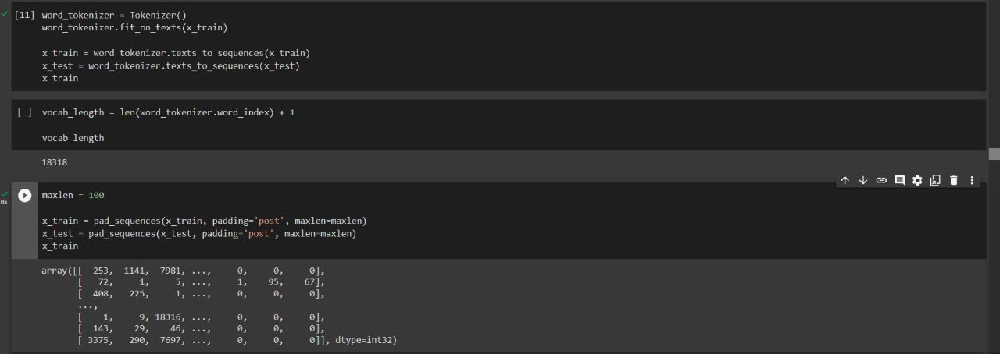 [11] word_tokenizer = Tokenizer()
word_tokenizer.fit_on_texts(x_train)
x_train = word_tokenizer.texts_to_sequences(x_train)
x_test = word_tokenizer.texts_to_sequences(x_test)
x_train
[ ] vocab_length = len(word_tokenizer.word_index) + 1
vocab_length
18318
0s
maxlen = 100
x_train = pad_sequences(x_train, padding='post', maxlen=maxlen)
x_test = pad_sequences(x_test, padding='post', maxlen=maxlen)
x_train
array([[ 253, 1141, 7981, ..., 0, 0, 0],
[ 72, 1, 5, ..., 1, 95, 67],
[ 408, 225, 1, ..., 0, 0, 0],
...,
[ 1, 9, 18316, ..., 0, 0, 0],
[ 143, 29, 46, ..., 0, 0, 0],
[ 3375, 290, 7697, ..., 0, 0, 0]], dtype=int32)